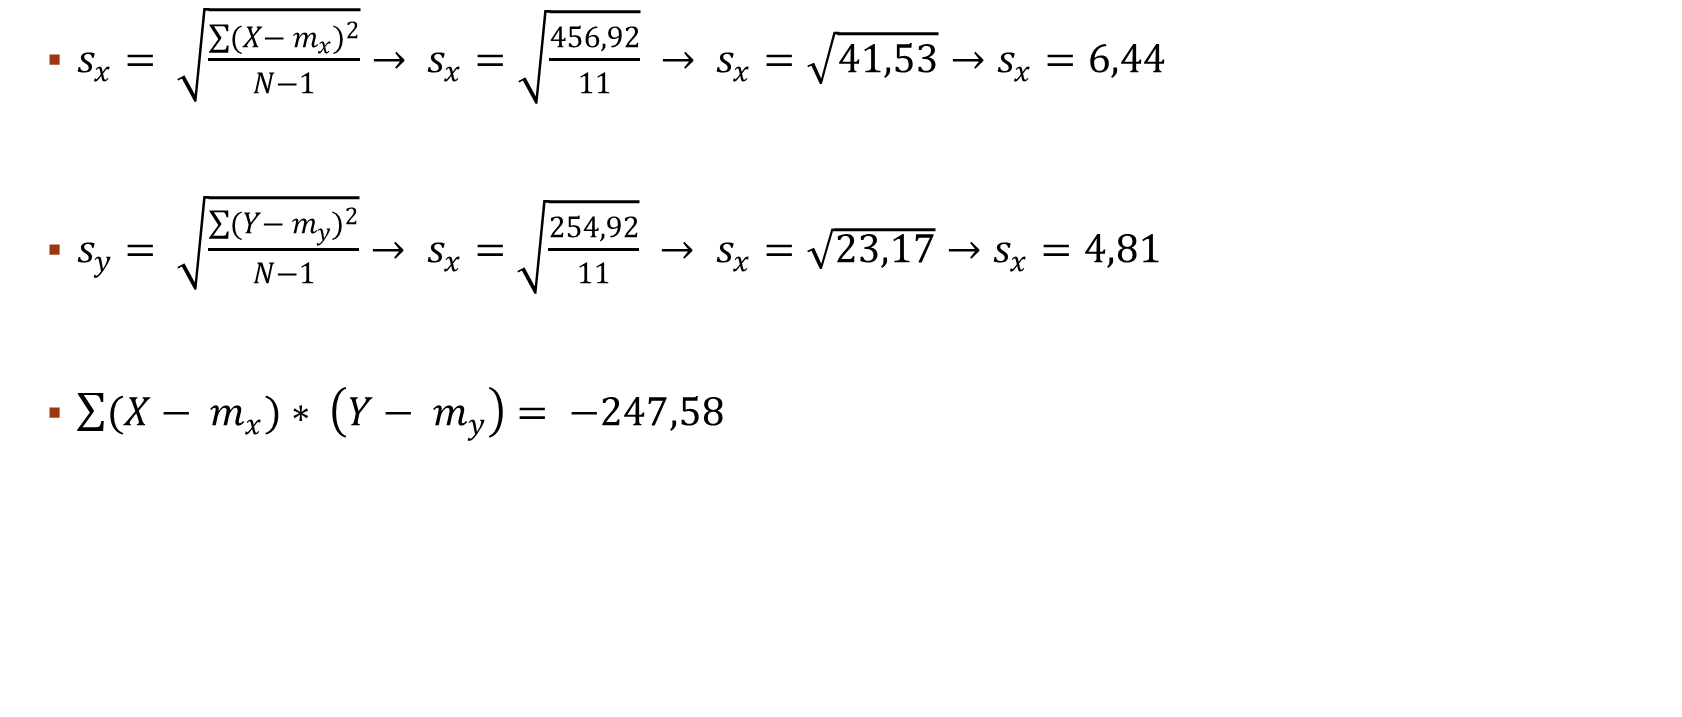 ▪ s_x = √(∑(X− m_x)²/N−1) → s_x = √(456,92/11) → s_x = √41,53 → s_x = 6,44
▪ s_y = √(∑(Y− m_y)²/N−1) → s_x = √(254,92/11) → s_x = √23,17 → s_x = 4,81
▪ ∑(X − m_x) * (Y − m_y) = −247,58